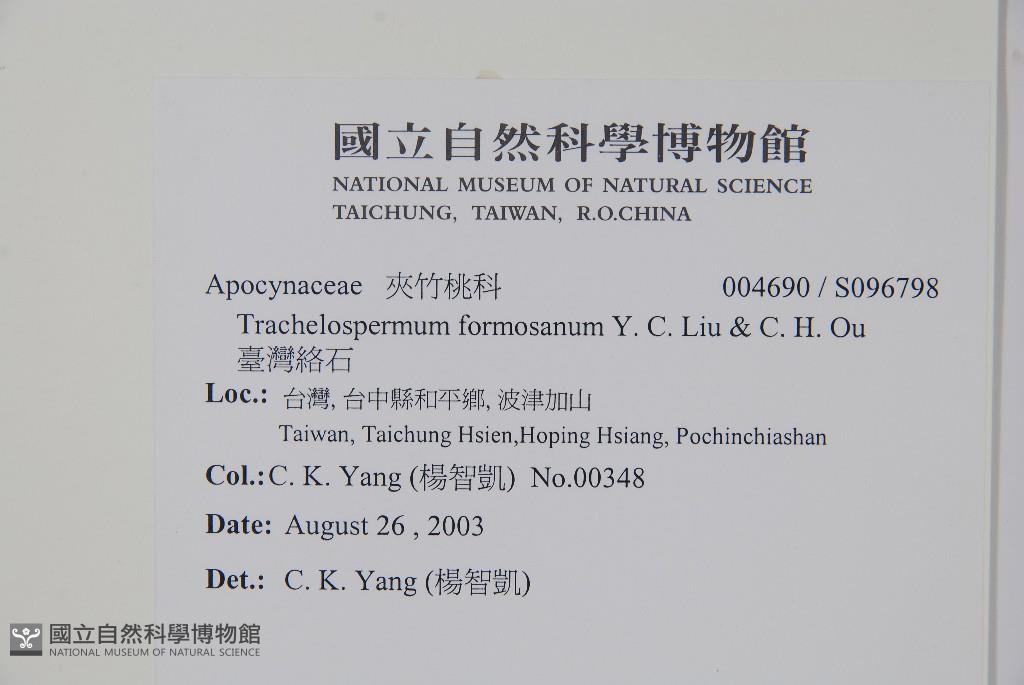 國立自然科學博物館
NATIONAL MUSEUM OF NATURAL SCIENCE
TAICHUNG, TAIWAN, R.O.CHINA
Apocynaceae 夾竹桃科 004690 / S096798
Trachelospermum formosanum Y. C. Liu & C. H. Ou
臺灣絡石
Loc.: 台灣, 台中縣和平鄉, 波津加山
Taiwan, Taichung Hsien,Hoping Hsiang, Pochinchiashan
Col.: C. K. Yang (楊智凱) No.00348
Date: August 26 , 2003
Det.: C. K. Yang (楊智凱)
國立自然科學博物館
NATIONAL MUSEUM OF NATURAL SCIENCE